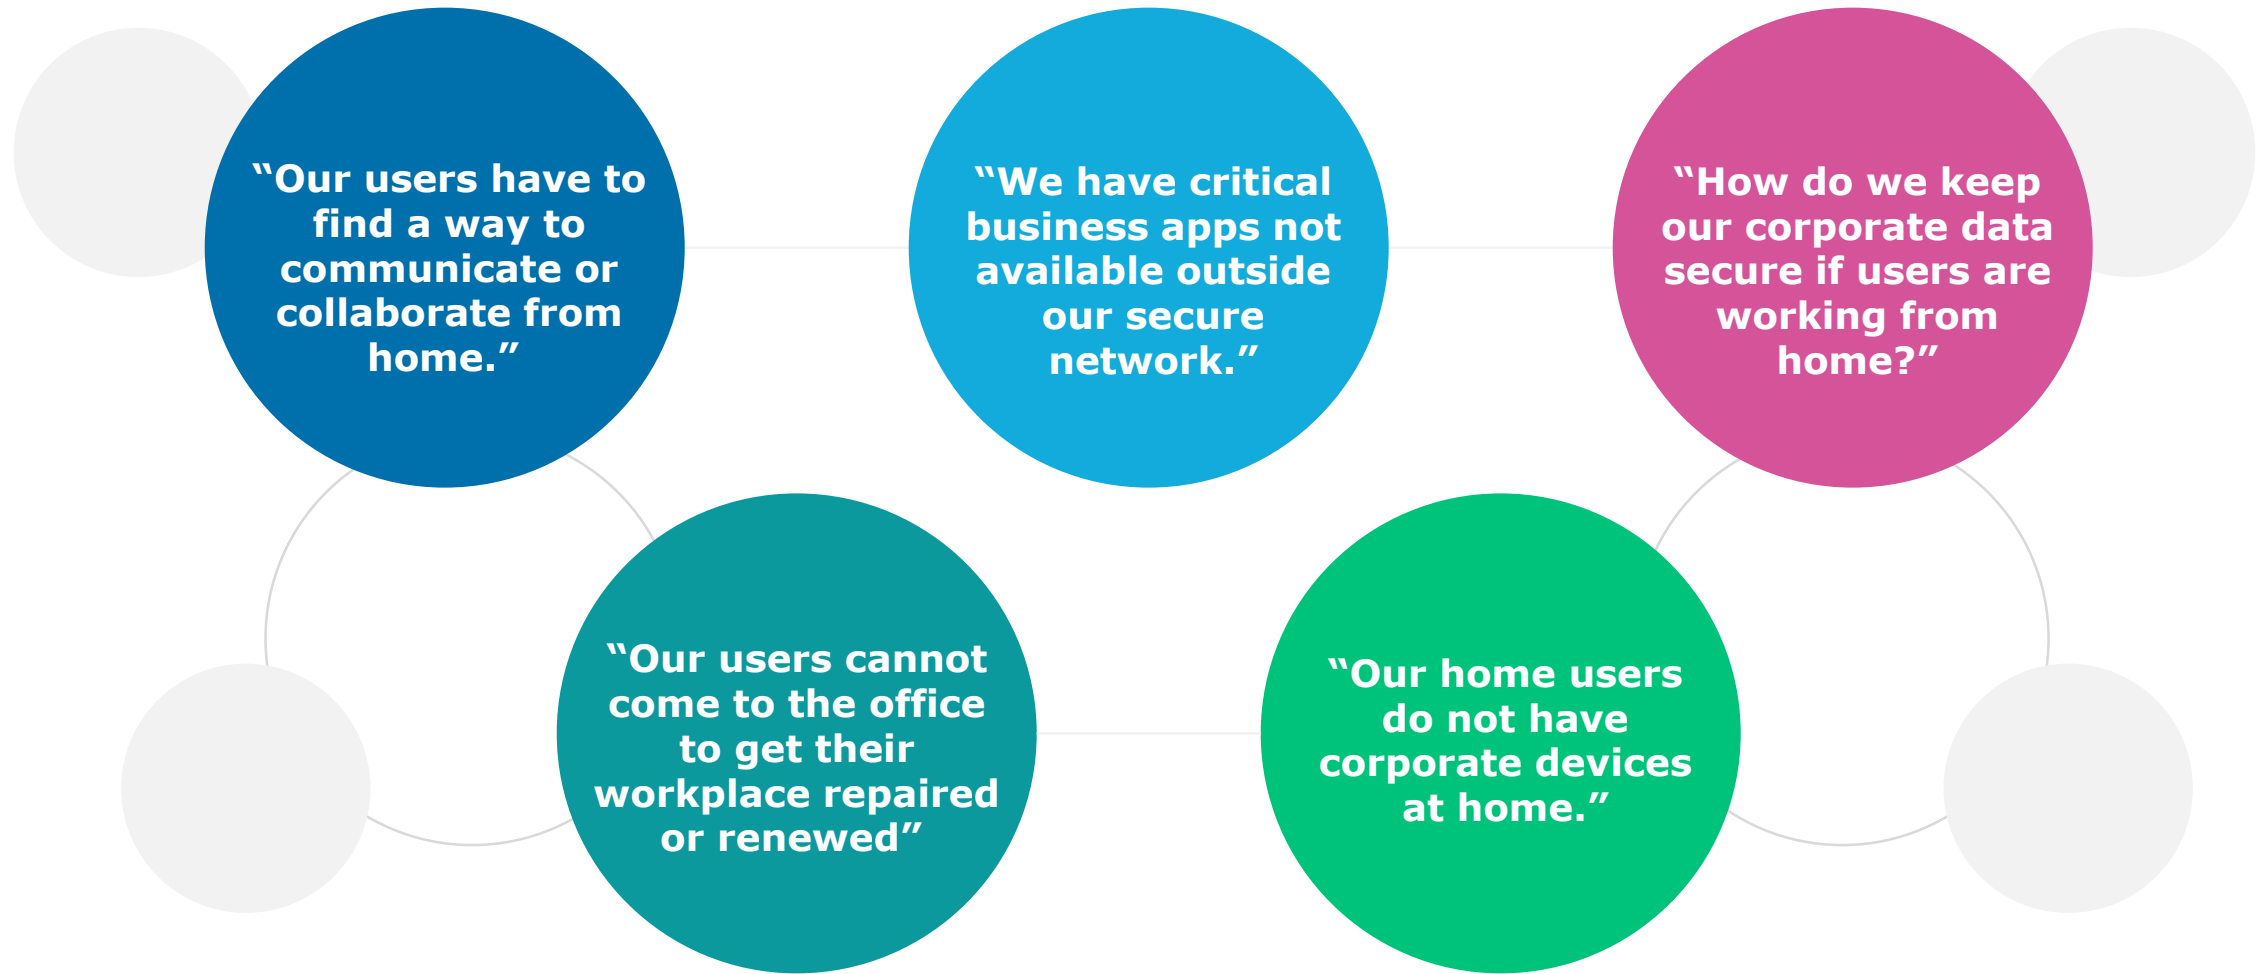 “Our users have to
find a way to
communicate or
collaborate from
home.”
“We have critical
business apps not
available outside
our secure
network.”
“How do we keep
our corporate data
secure if users are
working from
home?”
“Our users cannot
come to the office
to get their
workplace repaired
or renewed”
“Our home users
do not have
corporate devices
at home.”